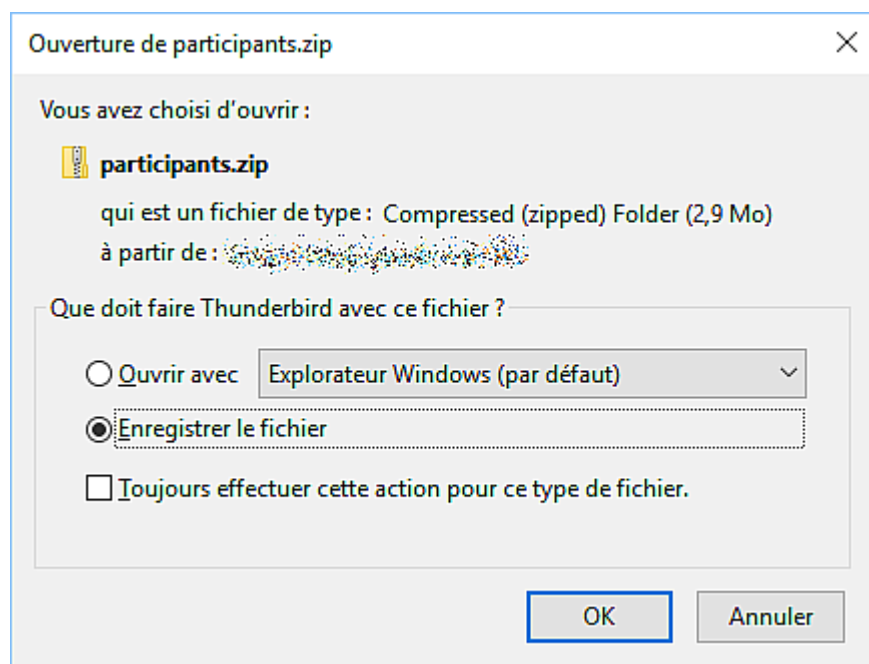 Ouverture de participants.zip
Vous avez choisi d'ouvrir :
participants.zip
qui est un fichier de type : Compressed (zipped) Folder (2,9 Mo)
à partir de :
Que doit faire Thunderbird avec ce fichier ?
Ouvrir avec Explorateur Windows (par défaut)
Enregistrer le fichier
Toujours effectuer cette action pour ce type de fichier.
OK Annuler